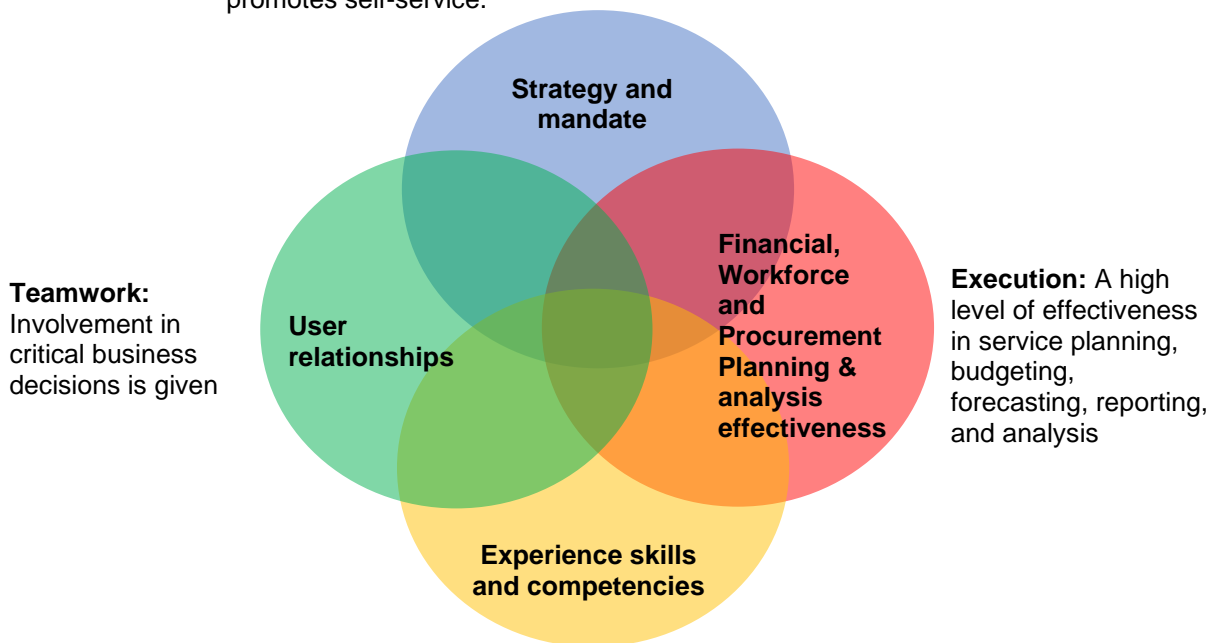 promotes self-service.
Strategy and
mandate
Teamwork:
Involvement in
critical business
decisions is given
User
relationships
Financial,
Workforce
and
Procurement
Planning &
analysis
effectiveness
Execution: A high
level of effectiveness
in service planning,
budgeting,
forecasting, reporting,
and analysis
Experience skills
and competencies